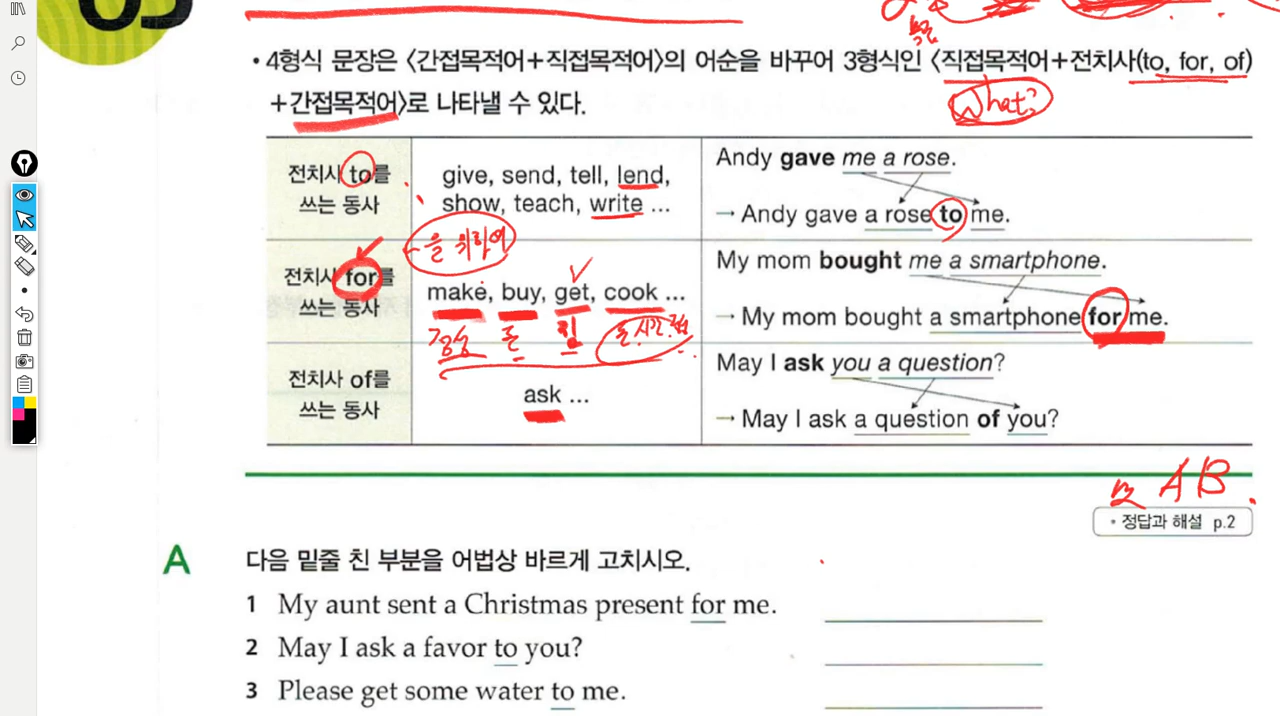 03
• 4형식 문장은 〈간접목적어+직접목적어〉의 어순을 바꾸어 3형식인 〈직접목적어+전치사(to, for, of)
+간접목적어〉로 나타낼 수 있다.
what?
전치사 to를
쓰는 동사
give, send, tell, lend,
show, teach, write ...
Andy gave me a rose.
→ Andy gave a rose to me.
~을 위하여
전치사 for를
쓰는 동사
make, buy, get, cook ...
My mom bought me a smartphone.
→ My mom bought a smartphone for me.
전치사 of를
쓰는 동사
ask ...
May I ask you a question?
→ May I ask a question of you?
AB
• 정답과 해설 p.2
A 다음 밑줄 친 부분을 어법상 바르게 고치시오.
1 My aunt sent a Christmas present for me.
2 May I ask a favor to you?
3 Please get some water to me.